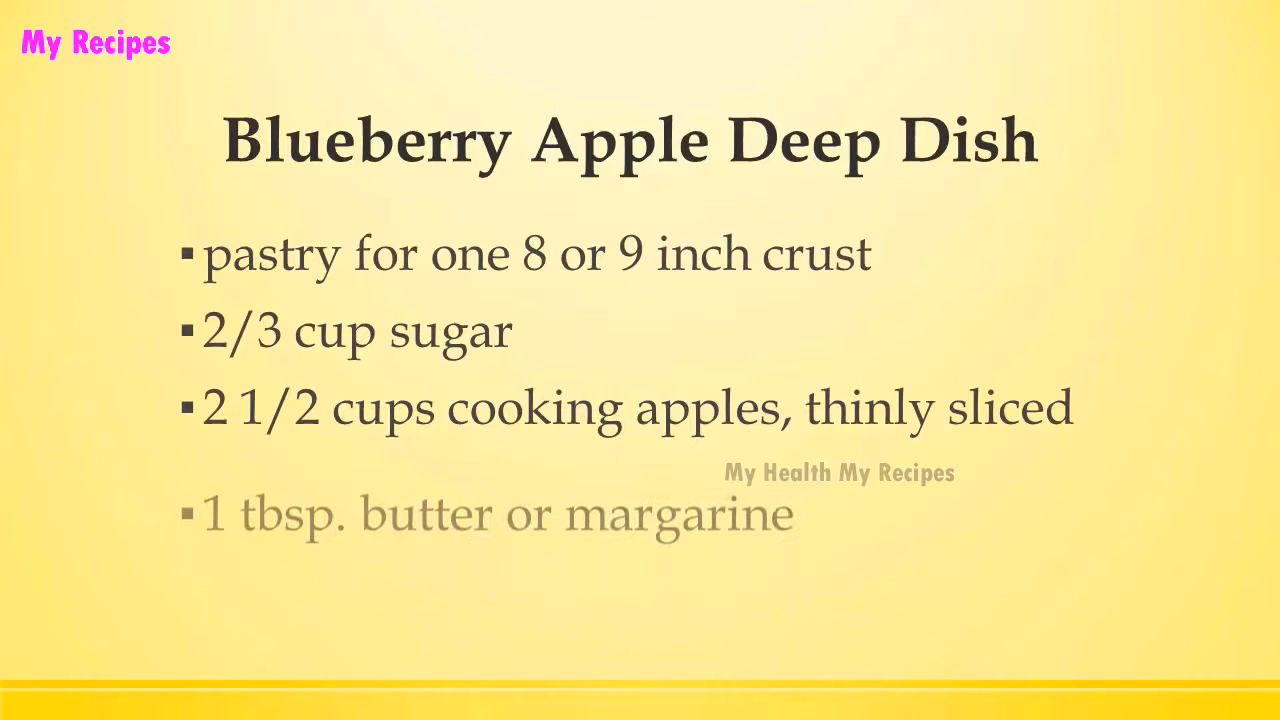 My Recipes
Blueberry Apple Deep Dish
▪pastry for one 8 or 9 inch crust
▪2/3 cup sugar
▪2 1/2 cups cooking apples, thinly sliced
My Health My Recipes
▪1 tbsp. butter or margarine